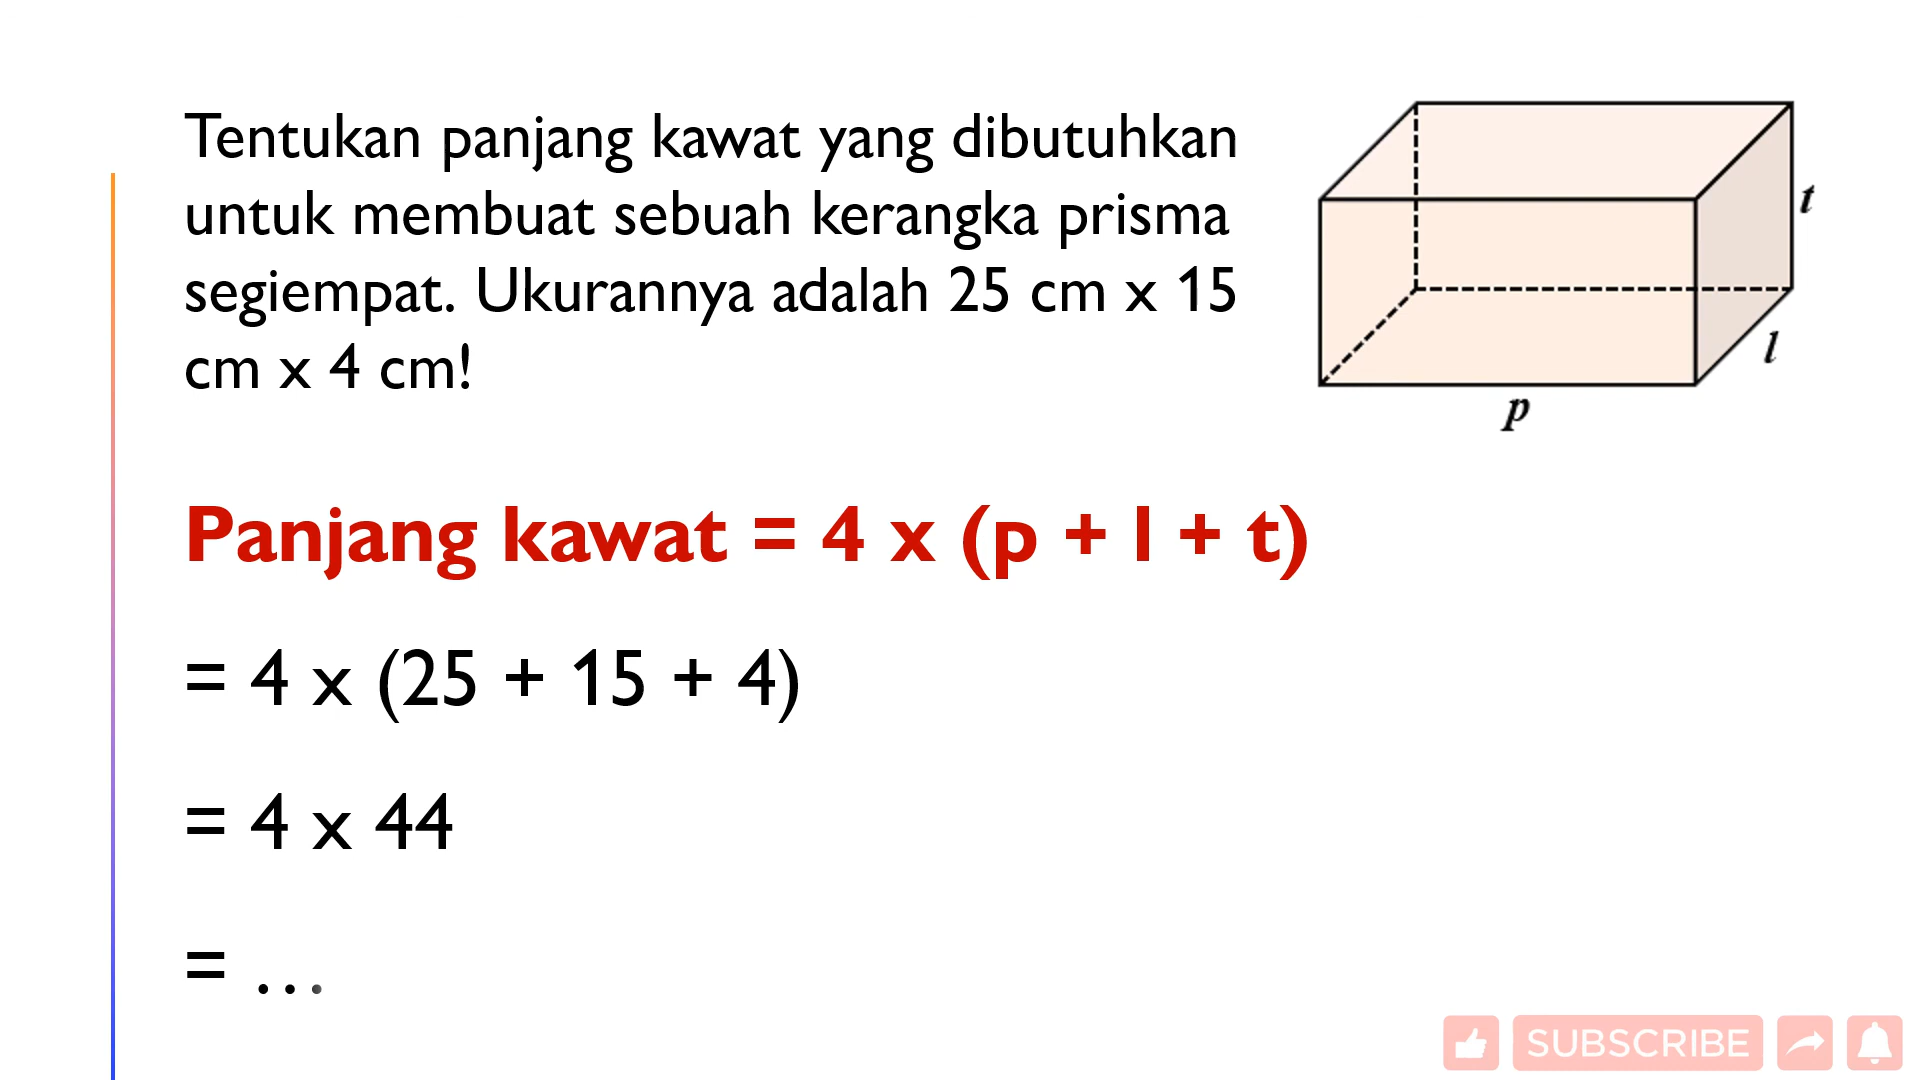 Tentukan panjang kawat yang dibutuhkan
untuk membuat sebuah kerangka prisma
segiempat. Ukurannya adalah 25 cm x 15
cm x 4 cm!
t
l
p
Panjang kawat = 4 x (p + l + t)
= 4 x (25 + 15 + 4)
= 4 x 44
= ...
SUBSCRIBE